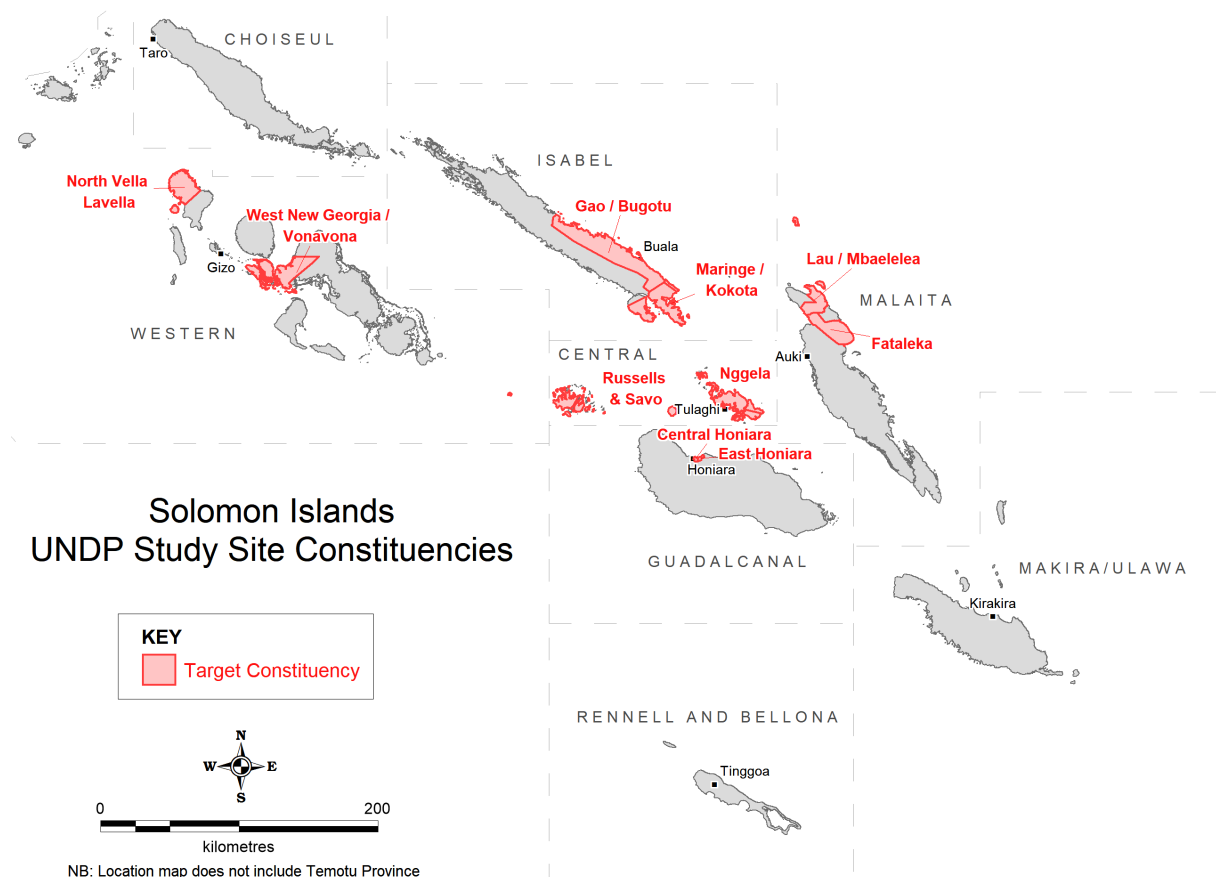 CHOISEUL
Taro
ISABEL
North Vella
Lavella
West New Georgia /
Vonavona
Gao / Bugotu
Buala
Gizo
Maringe /
Kokota
Lau / Mbaelelea
MALAITA
WESTERN
Fataleka
CENTRAL
Auki
Russells
& Savo
Nggela
Tulaghi
Central Honiara
East Honiara
Honiara
Solomon Islands
UNDP Study Site Constituencies
GUADALCANAL
MAKIRA/ULAWA
Kirakira
KEY
Target Constituency
RENNELL AND BELLONA
Tinggoa
N
W E
S
0 200
kilometres
NB: Location map does not include Temotu Province